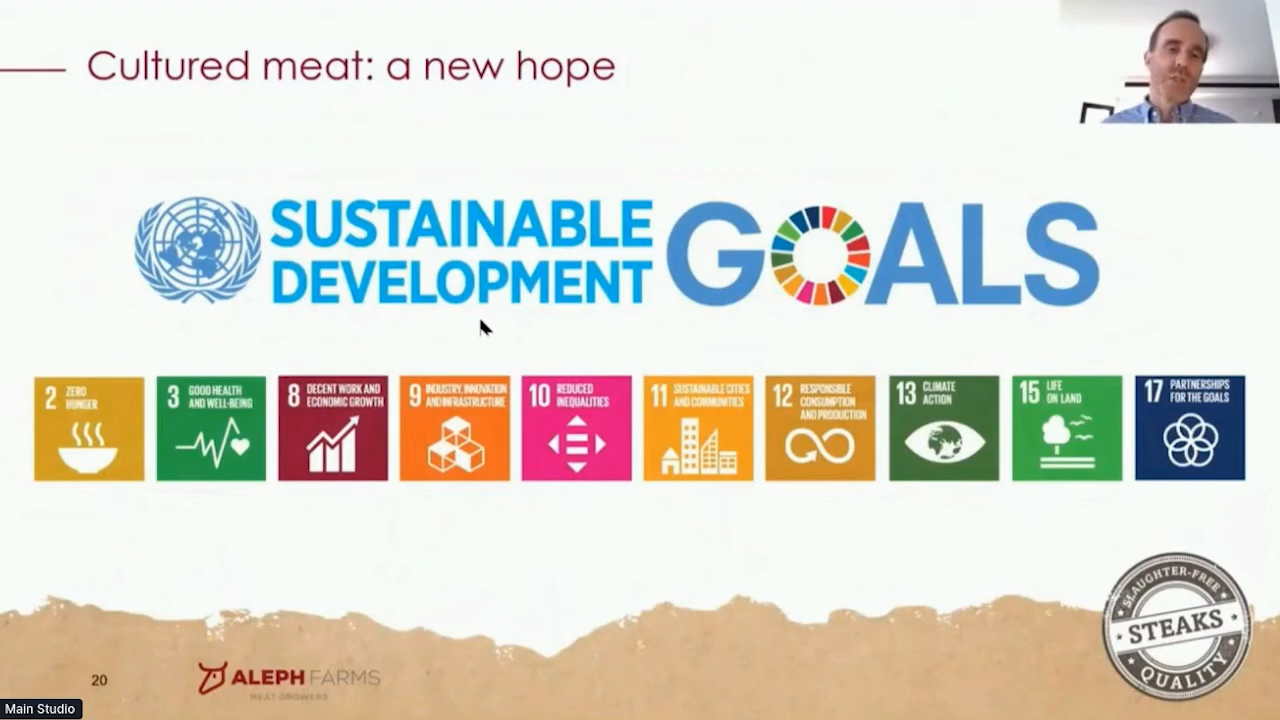 Cultured meat: a new hope
SUSTAINABLE
DEVELOPMENT
GOALS
2 ZERO
HUNGER
3 GOOD HEALTH
AND WELL-BEING
8 DECENT WORK AND
ECONOMIC GROWTH
9 INDUSTRY, INNOVATION
AND INFRASTRUCTURE
10 REDUCED
INEQUALITIES
11 SUSTAINABLE CITIES
AND COMMUNITIES
12 RESPONSIBLE
CONSUMPTION
AND PRODUCTION
13 CLIMATE
ACTION
15 LIFE
ON LAND
17 PARTNERSHIPS
FOR THE GOALS
SLAUGHTER-FREE
STEAKS
QUALITY
20
ALEPH FARMS
MEAT GROWERS
Main Studio